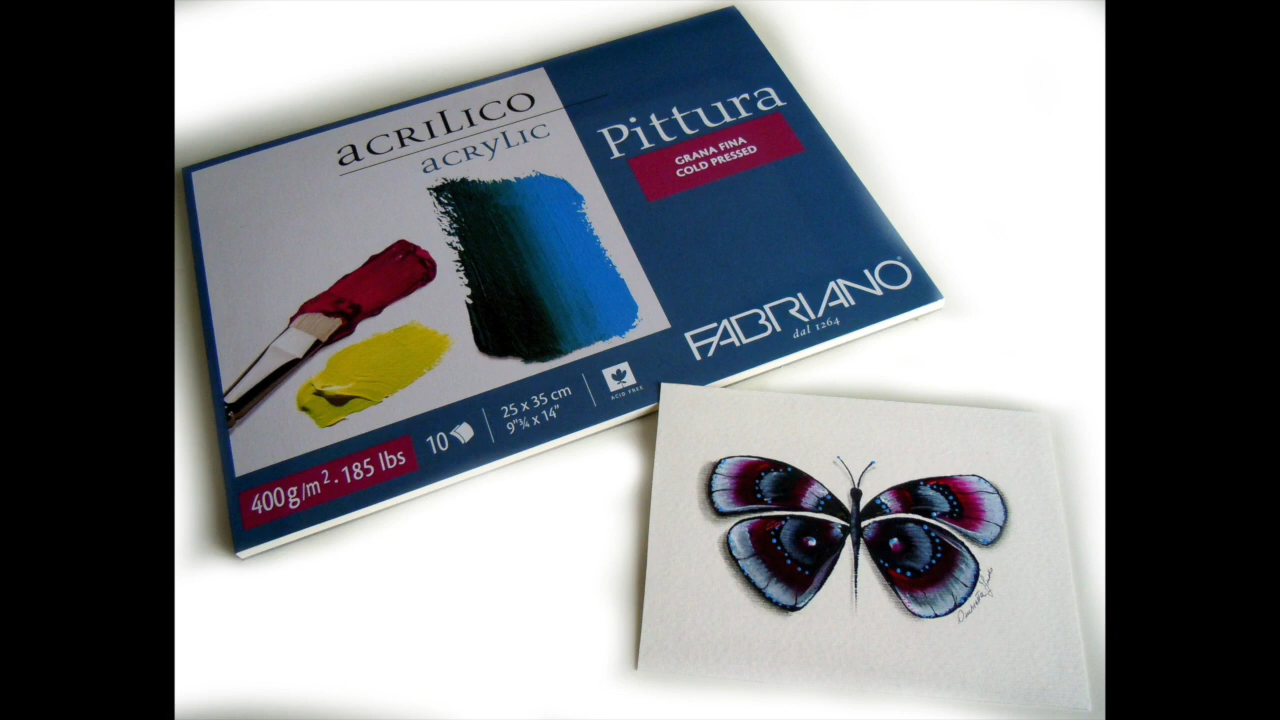 aCRILICO
aCRYLIC
Pittura
GRANA FINA
COLD PRESSED
FABRIANO®
dal 1264
400g/m². 185 lbs
10
25 x 35 cm
9"¾ x 14"
ACID FREE